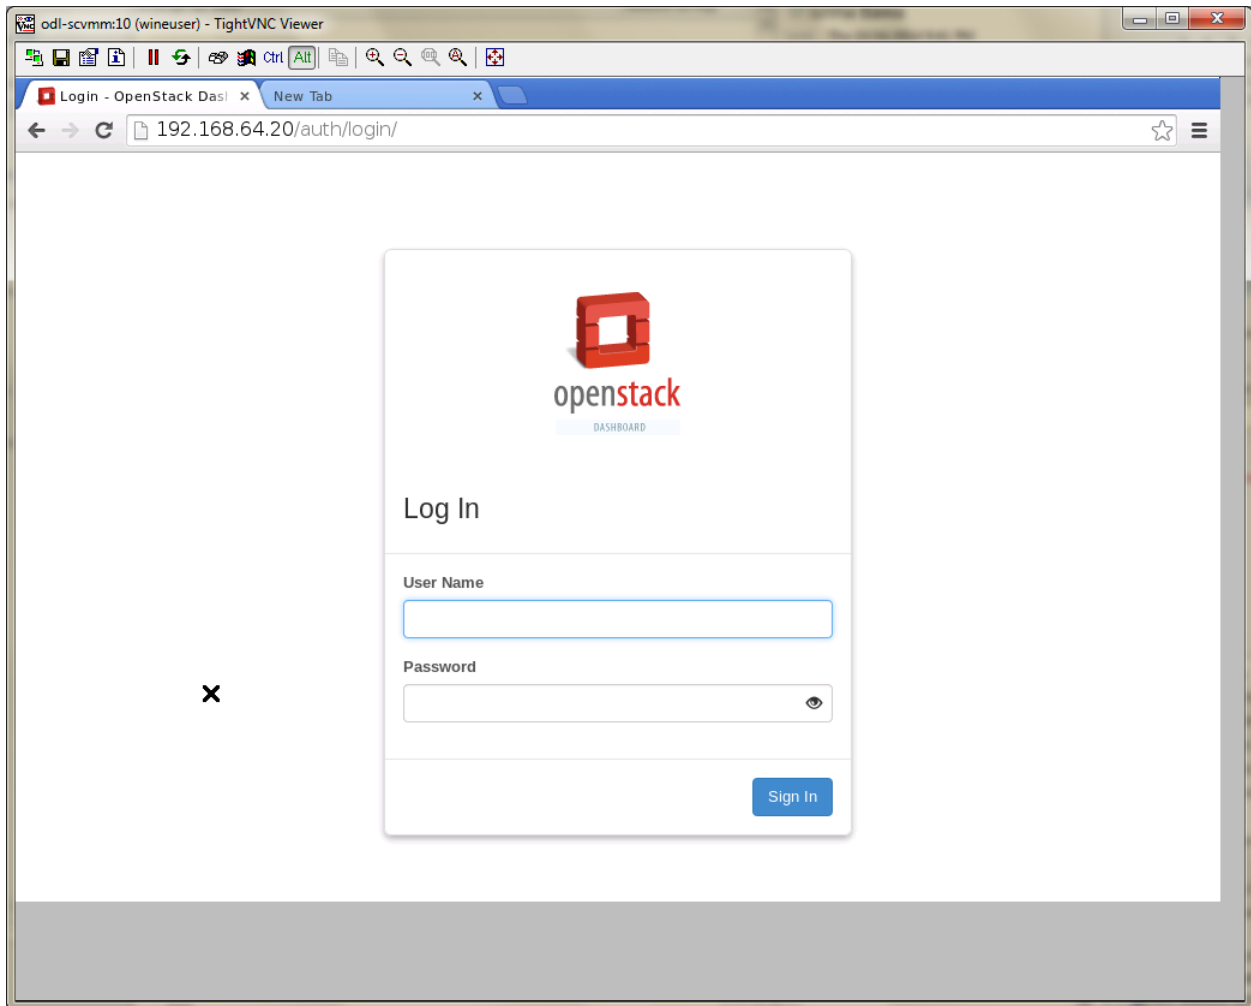 odl-scvmm:10 (wineuser) - TightVNC Viewer
Ctrl Alt
Login - OpenStack Das
New Tab
192.168.64.20/auth/login/
openstack
DASHBOARD
Log In
User Name
Password
Sign In